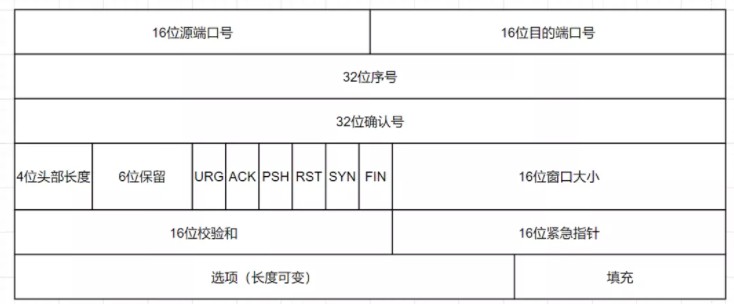 16位源端口号 16位目的端口号
32位序号
32位确认号
4位头部长度 6位保留 URG ACK PSH RST SYN FIN 16位窗口大小
16位校验和 16位紧急指针
选项（长度可变） 填充